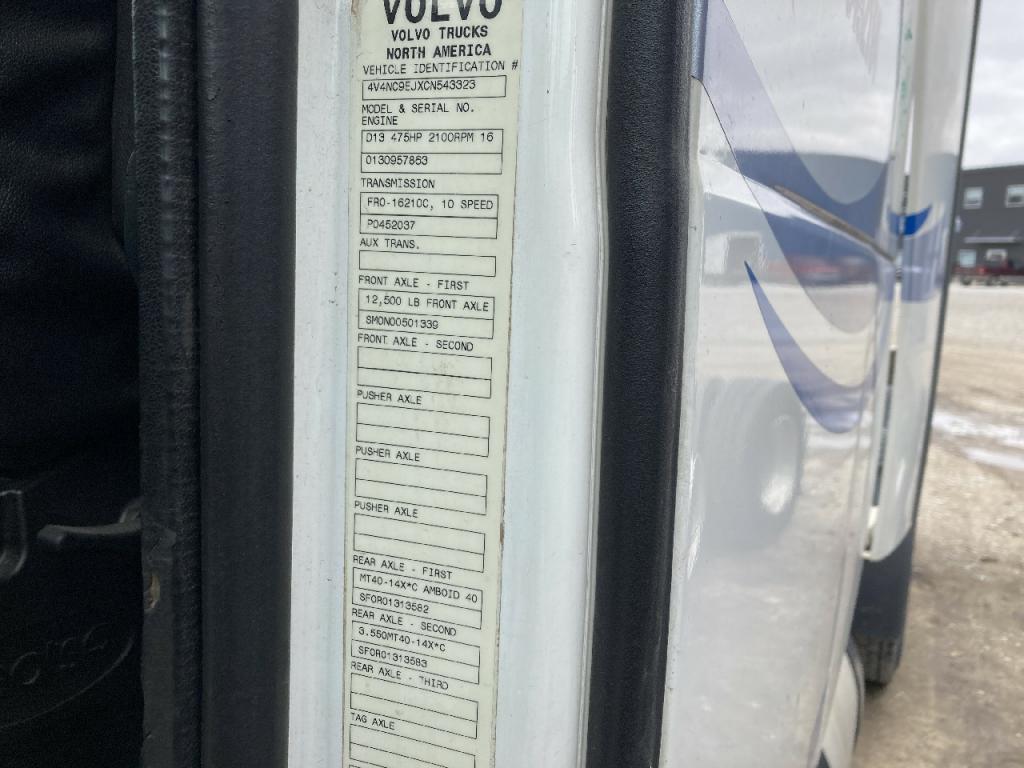 VOLVO
VOLVO TRUCKS
NORTH AMERICA
VEHICLE IDENTIFICATION #
4V4NC9EJXCN543323
MODEL & SERIAL NO.
ENGINE
D13 475HP 2100RPM 16
0130957853
TRANSMISSION
FRO-16210C, 10 SPEED
P0452037
AUX TRANS.
FRONT AXLE - FIRST
12,500 LB FRONT AXLE
SMON00501339
FRONT AXLE - SECOND
PUSHER AXLE
PUSHER AXLE
PUSHER AXLE
REAR AXLE - FIRST
MT40-14X*C AMBOID 40
SFOR01313582
REAR AXLE - SECOND
3.550MT40-14X*C
SFOR01313583
REAR AXLE - THIRD
TAG AXLE